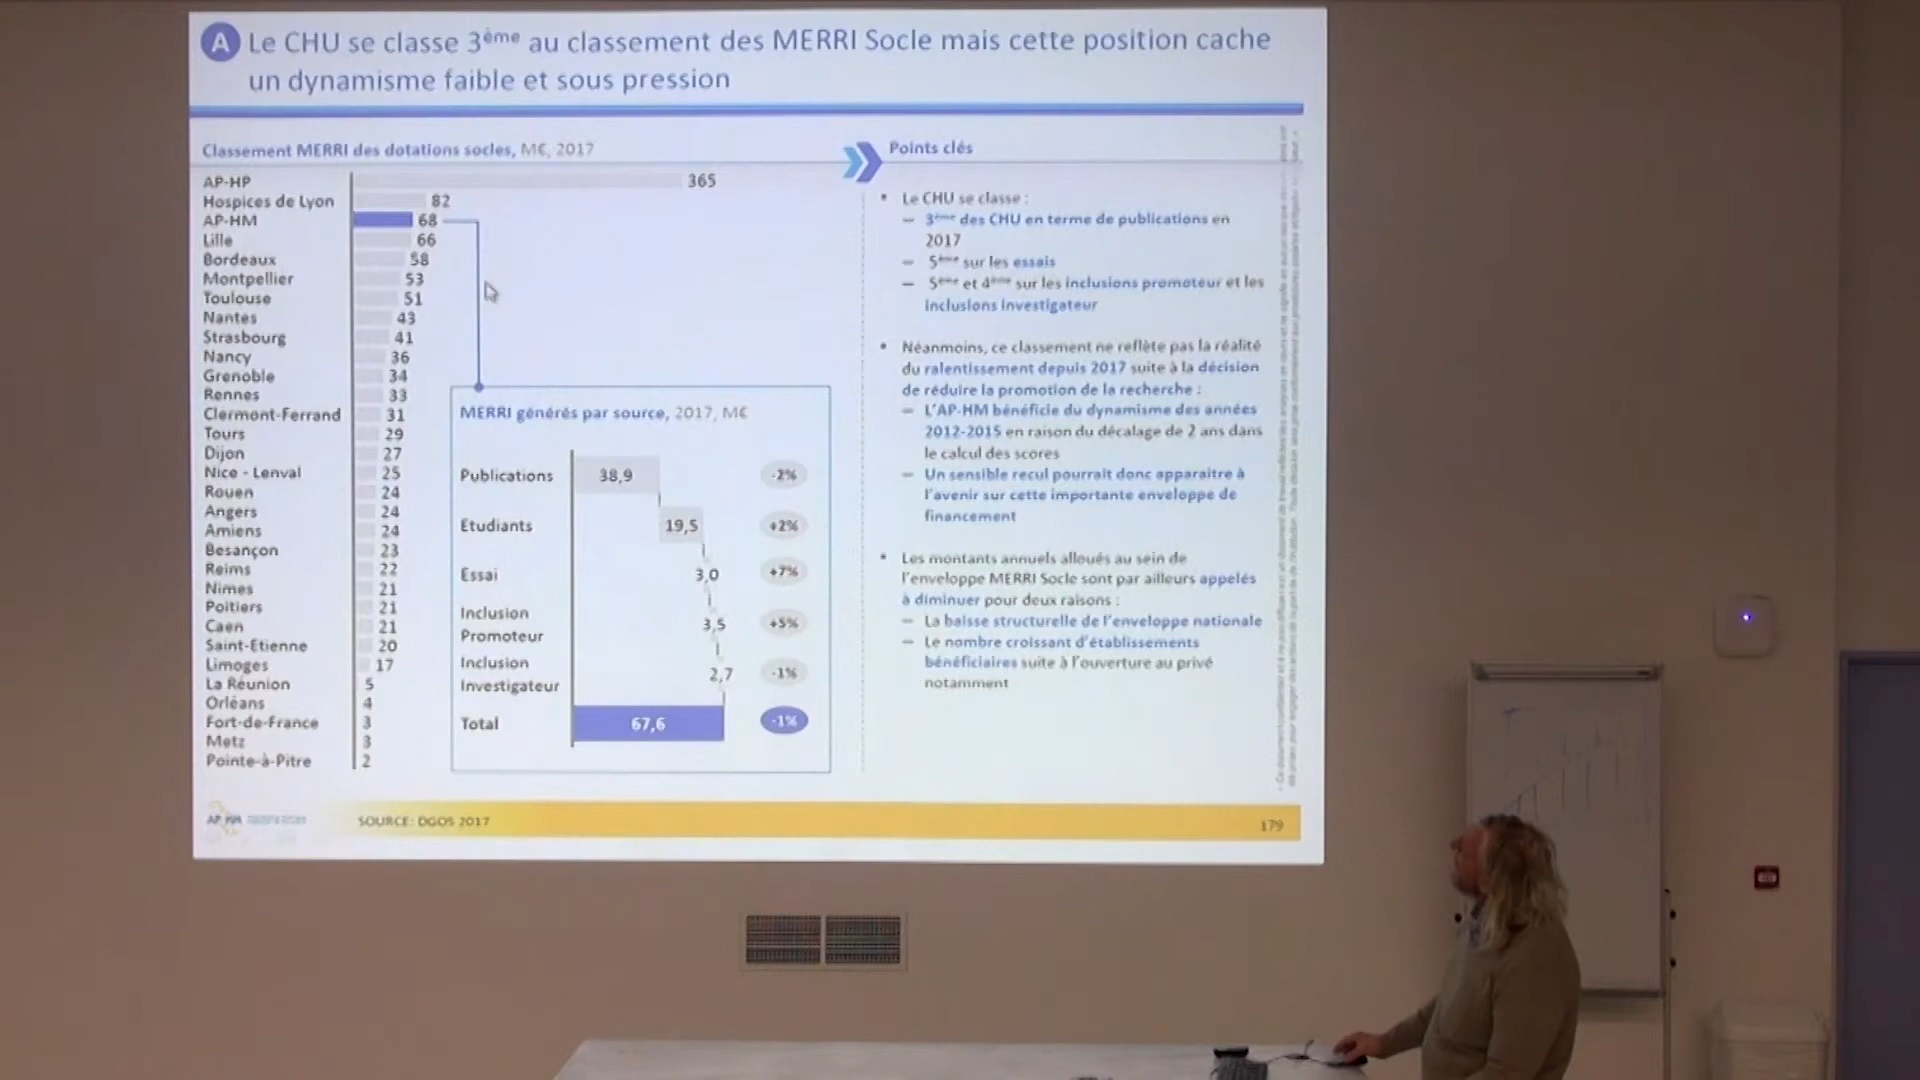 A Le CHU se classe 3ème au classement des MERRI Socle mais cette position cache
un dynamisme faible et sous pression
Classement MERRI des dotations socles, M€, 2017
AP-HP 365
Hospices de Lyon 82
AP-HM 68
Lille 66
Bordeaux 58
Montpellier 53
Toulouse 51
Nantes 43
Strasbourg 41
Nancy 36
Grenoble 34
Rennes 33
Clermont-Ferrand 31
Tours 29
Dijon 27
Nice - Lenval 25
Rouen 24
Angers 24
Amiens 24
Besançon 23
Reims 22
Nimes 21
Poitiers 21
Caen 21
Saint-Etienne 20
Limoges 17
La Réunion 5
Orléans 4
Fort-de-France 3
Metz 3
Pointe-à-Pitre 2
MERRI générés par source, 2017, M€
Publications 38,9 -2%
Etudiants 19,5 +2%
Essai 3,0 +7%
Inclusion
Promoteur 3,5 +5%
Inclusion
Investigateur 2,7 -1%
Total 67,6 -1%
Points clés
• Le CHU se classe :
– 3ème des CHU en terme de publications en
2017
– 5ème sur les essais
– 5ème et 4ème sur les inclusions promoteur et les
inclusions investigateur
• Néanmoins, ce classement ne reflète pas la réalité
du ralentissement depuis 2017 suite à la décision
de réduire la promotion de la recherche :
– L'AP-HM bénéficie du dynamisme des années
2012-2015 en raison du décalage de 2 ans dans
le calcul des scores
– Un sensible recul pourrait donc apparaitre à
l'avenir sur cette importante enveloppe de
financement
• Les montants annuels alloués au sein de
l'enveloppe MERRI Socle sont par ailleurs appelés
à diminuer pour deux raisons :
– La baisse structurelle de l'enveloppe nationale
– Le nombre croissant d'établissements
bénéficiaires suite à l'ouverture au privé
notamment
AP HM
SOURCE: DGOS 2017
179